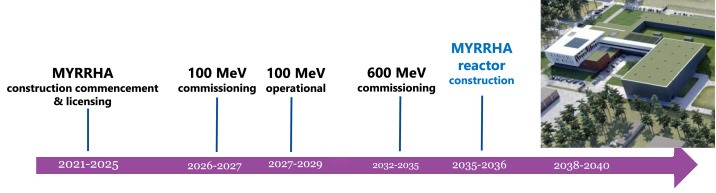 MYRRHA
construction commencement
& licensing
100 MeV
commissioning
100 MeV
operational
600 MeV
commissioning
MYRRHA
reactor
construction
2021-2025
2026-2027
2027-2029
2032-2035
2035-2036
2038-2040